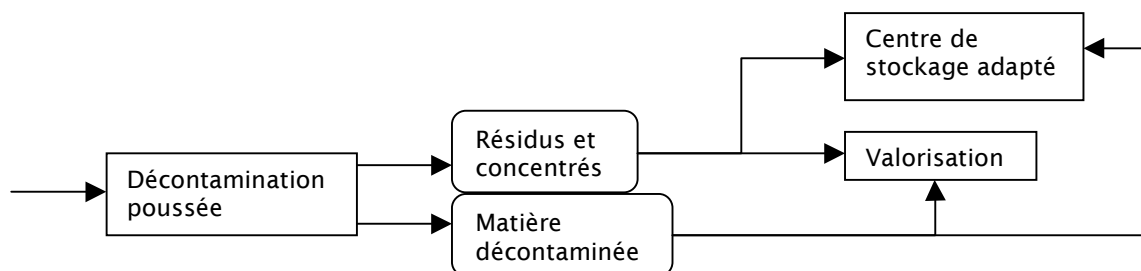 Centre de
stockage adapté
Résidus et
concentrés
Valorisation
Décontamination
poussée
Matière
décontaminée